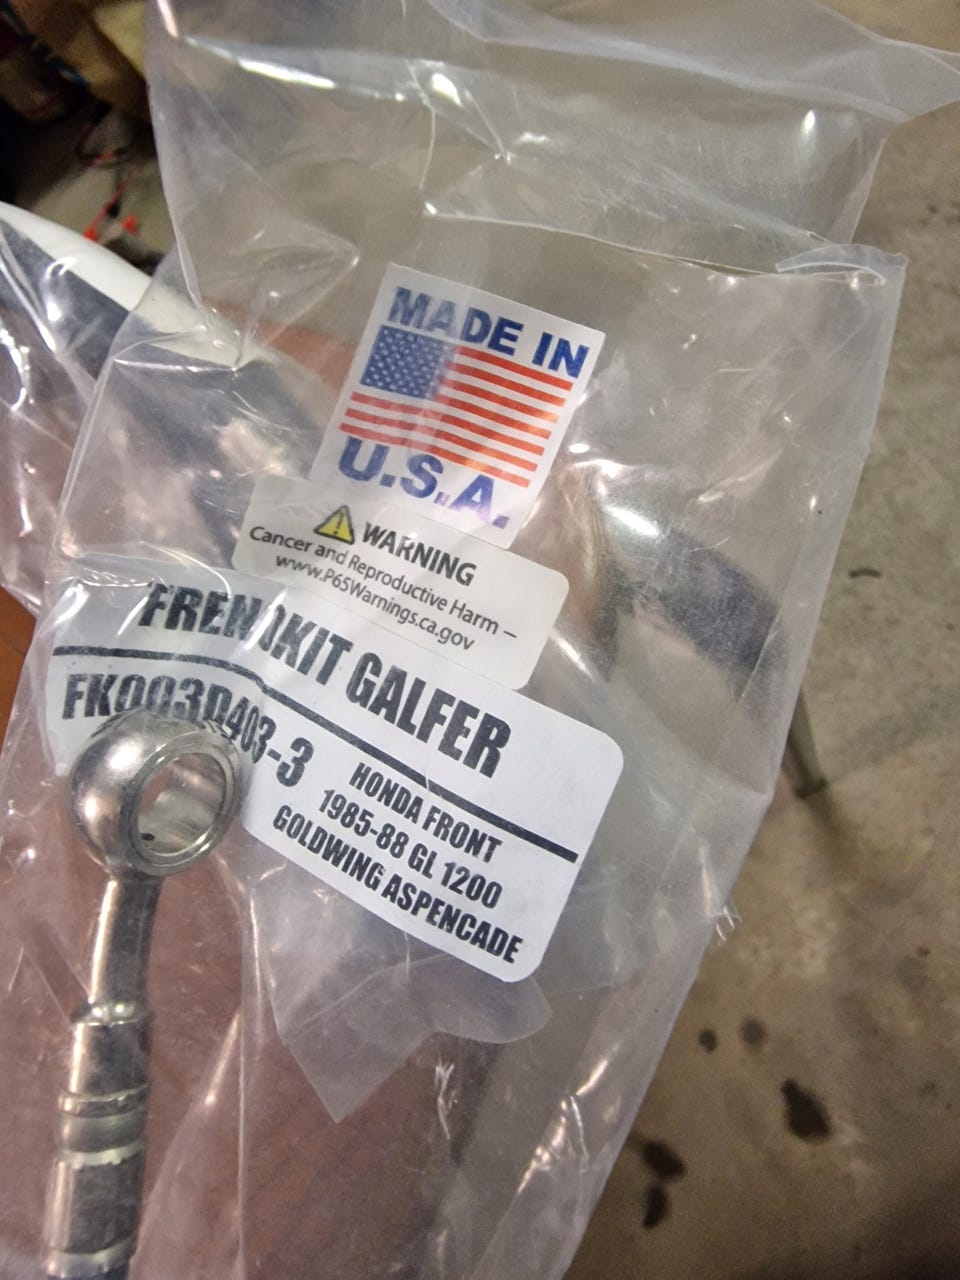 MADE IN
U.S.A.
WARNING
Cancer and Reproductive Harm –
www.P65Warnings.ca.gov
FRENOKIT GALFER
FK003D403-3
HONDA FRONT
1985-88 GL 1200
GOLDWING ASPENCADE